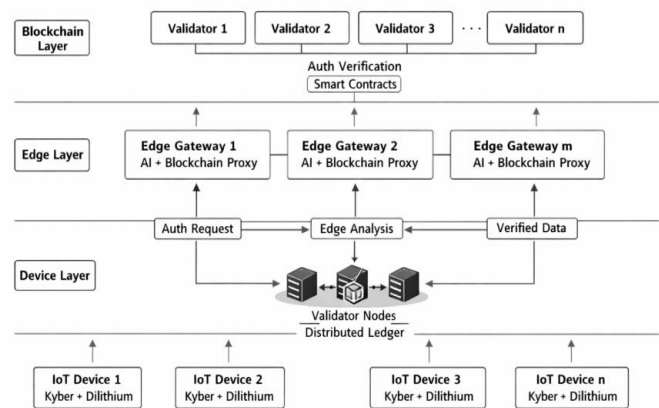 Blockchain
Layer
Validator 1
Validator 2
Validator 3
. . .
Validator n
Auth Verification
Smart Contracts
Edge Layer
Edge Gateway 1
AI + Blockchain Proxy
Edge Gateway 2
AI + Blockchain Proxy
Edge Gateway m
AI + Blockchain Proxy
Auth Request
Edge Analysis
Verified Data
Device Layer
Validator Nodes
Distributed Ledger
IoT Device 1
Kyber + Dilithium
IoT Device 2
Kyber + Dilithium
IoT Device 3
Kyber + Dilithium
IoT Device n
Kyber + Dilithium